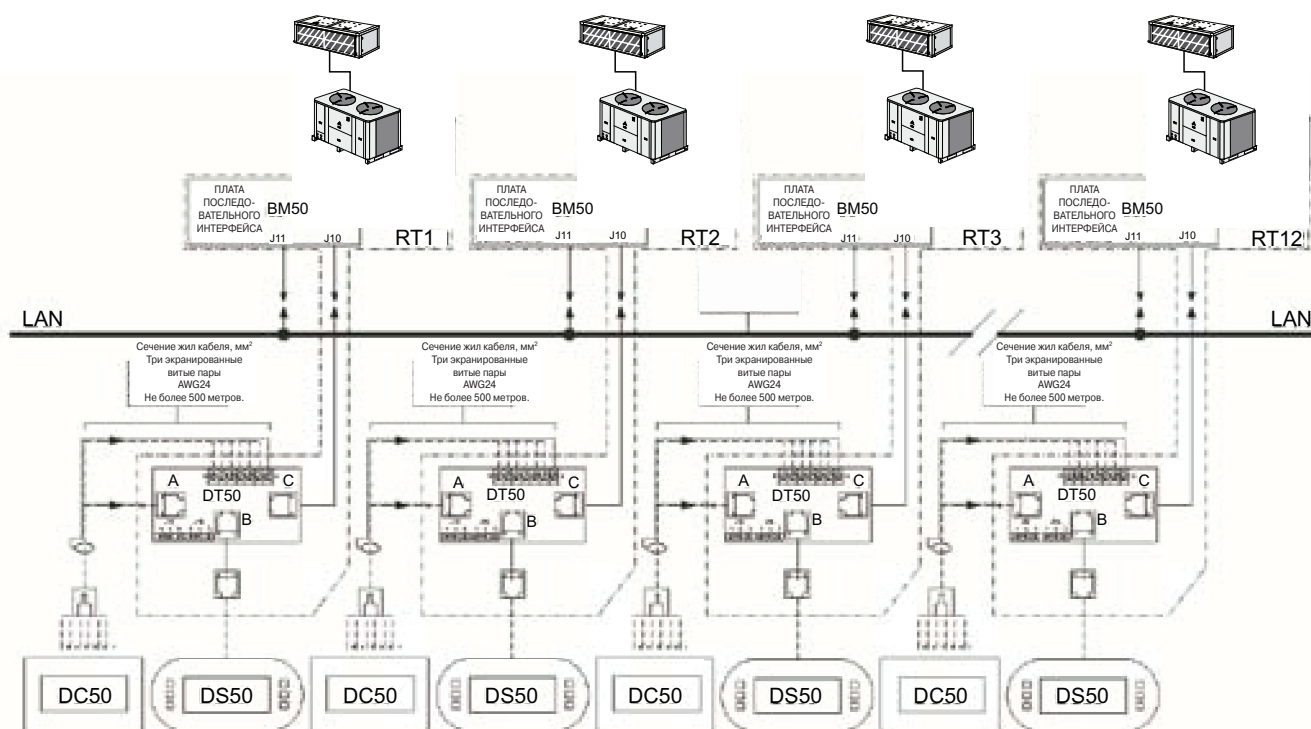 ПЛАТА
ПОСЛЕДО-
ВАТЕЛЬНОГО
ИНТЕРФЕЙСА
BM50
J11
J10
RT1
ПЛАТА
ПОСЛЕДО-
ВАТЕЛЬНОГО
ИНТЕРФЕЙСА
BM50
J11
J10
RT2
ПЛАТА
ПОСЛЕДО-
ВАТЕЛЬНОГО
ИНТЕРФЕЙСА
BM50
J11
J10
RT3
ПЛАТА
ПОСЛЕДО-
ВАТЕЛЬНОГО
ИНТЕРФЕЙСА
BM50
J11
J10
RT12
LAN
LAN
Сечение жил кабеля, мм²
Три экранированные
витые пары
AWG24
Не более 500 метров.
Сечение жил кабеля, мм²
Три экранированные
витые пары
AWG24
Не более 500 метров.
Сечение жил кабеля, мм²
Три экранированные
витые пары
AWG24
Не более 500 метров.
Сечение жил кабеля, мм²
Три экранированные
витые пары
AWG24
Не более 500 метров.
A
DT50
C
B
A
DT50
C
B
A
DT50
C
B
A
DT50
C
B
DC50
DS50
DC50
DS50
DC50
DS50
DC50
DS50